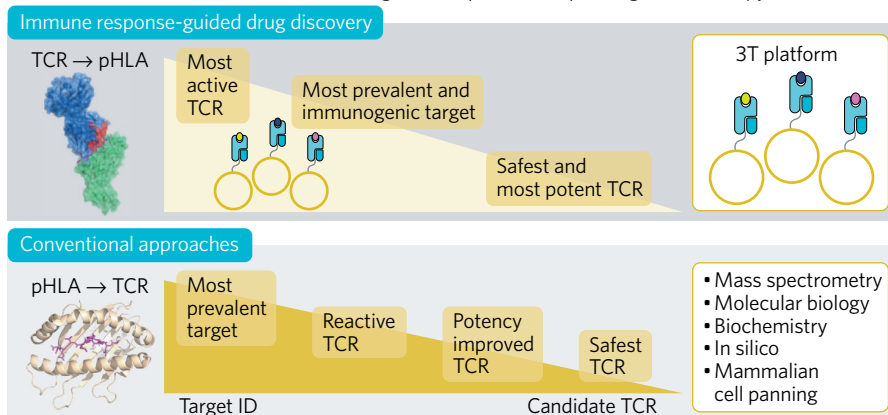 Immune response-guided drug discovery
TCR → pHLA
Most
active
TCR
Most prevalent and
immunogenic target
Safest and
most potent TCR
3T platform
Conventional approaches
pHLA → TCR
Most
prevalent
target
Reactive
TCR
Potency
improved
TCR
Safest
TCR
Target ID
Candidate TCR
▪ Mass spectrometry
▪ Molecular biology
▪ Biochemistry
▪ In silico
▪ Mammalian
cell panning